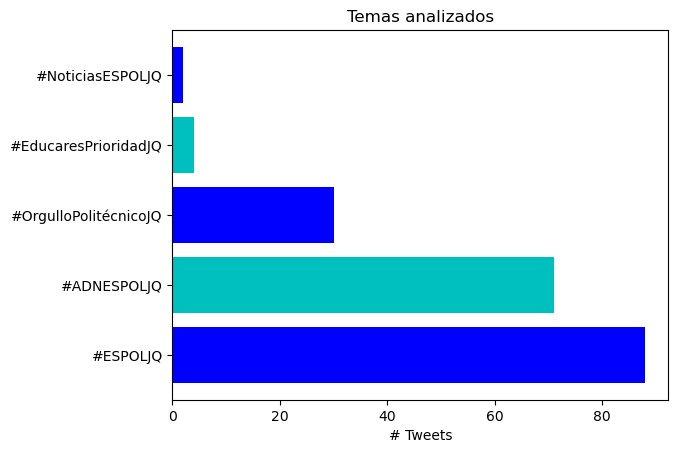 Temas analizados
#NoticiasESPOLJQ
#EducaresPrioridadJQ
#OrgulloPolitécnicoJQ
#ADNESPOLJQ
#ESPOLJQ
0 20 40 60 80
# Tweets